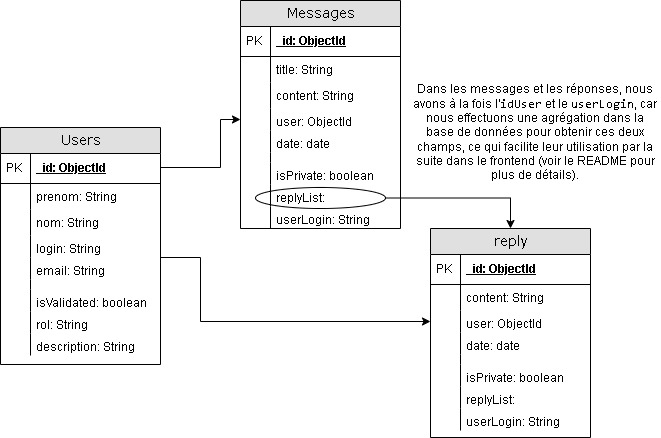 Messages
PK _id: ObjectId
title: String
content: String
user: ObjectId
date: date
isPrivate: boolean
replyList:
userLogin: String
Dans les messages et les réponses, nous
avons à la fois l'idUser et le userLogin, car
nous effectuons une agrégation dans la
base de données pour obtenir ces deux
champs, ce qui facilite leur utilisation par la
suite dans le frontend (voir le README pour
plus de détails).
Users
PK _id: ObjectId
prenom: String
nom: String
login: String
email: String
isValidated: boolean
rol: String
description: String
reply
PK _id: ObjectId
content: String
user: ObjectId
date: date
isPrivate: boolean
replyList:
userLogin: String